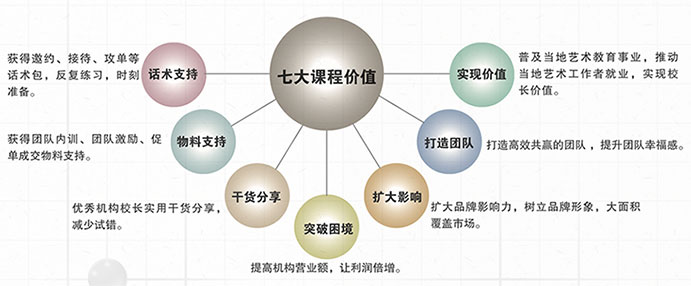 七大课程价值
话术支持
获得邀约、接待、攻单等
话术包，反复练习，时刻
准备。
物料支持
获得团队内训、团队激励、促
单成交物料支持。
干货分享
优秀机构校长实用干货分享，
减少试错。
突破困境
提高机构营业额，让利润倍增。
扩大影响
扩大品牌影响力，树立品牌形象，大面积
覆盖市场。
打造团队
打造高效共赢的团队，提升团队幸福感。
实现价值
普及当地艺术教育事业，推动
当地艺术工作者就业，实现校
长价值。